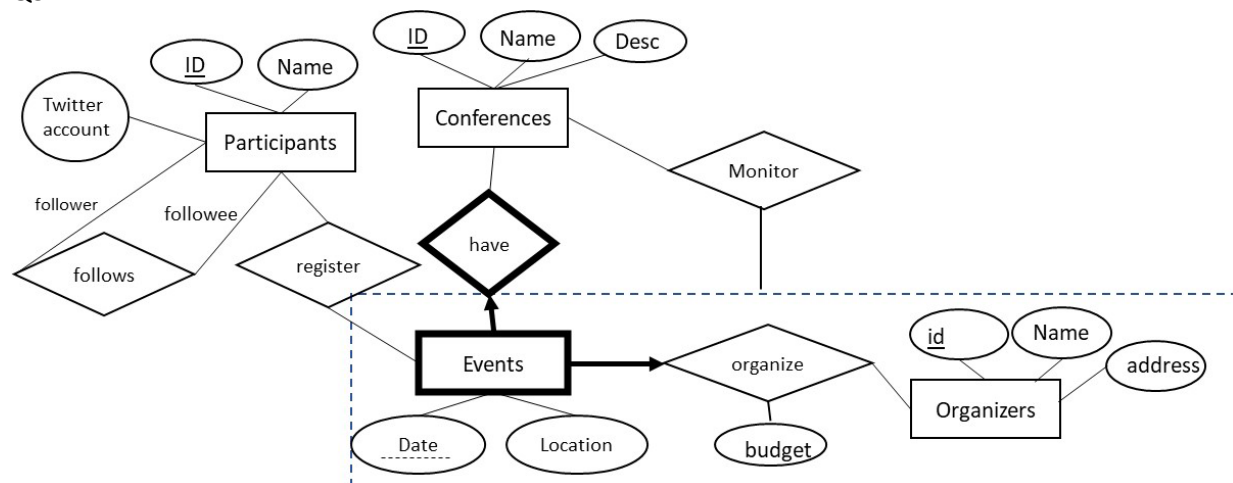 ID
Name
Desc
ID
Name
Twitter
account
Conferences
Participants
Monitor
follower
followee
have
follows
register
id
Name
Events
organize
address
Organizers
Date
Location
budget